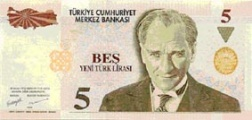 TÜRKİYE CUMHURİYET
MERKEZ BANKASI
5
BEŞ
YENİ TÜRK LİRASI
5